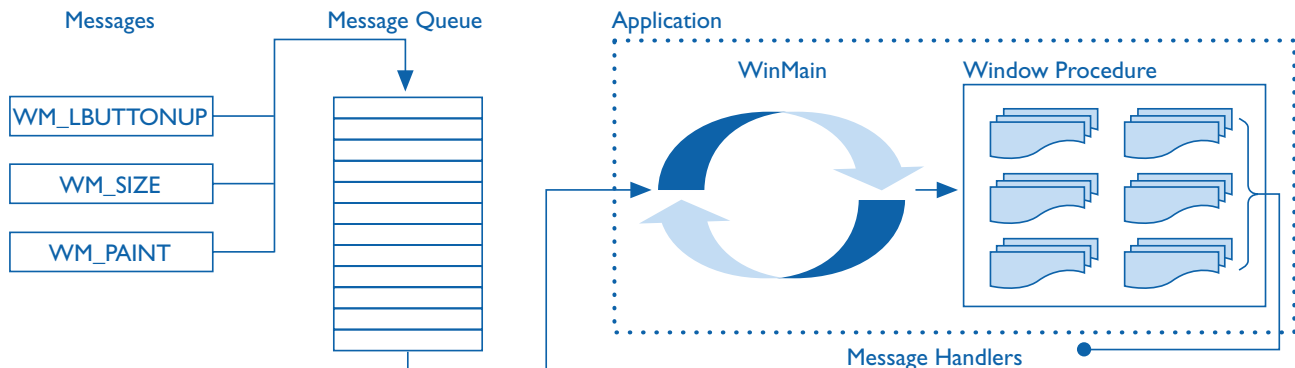 Messages
Message Queue
Application
WinMain
Window Procedure
WM_LBUTTONUP
WM_SIZE
WM_PAINT
Message Handlers